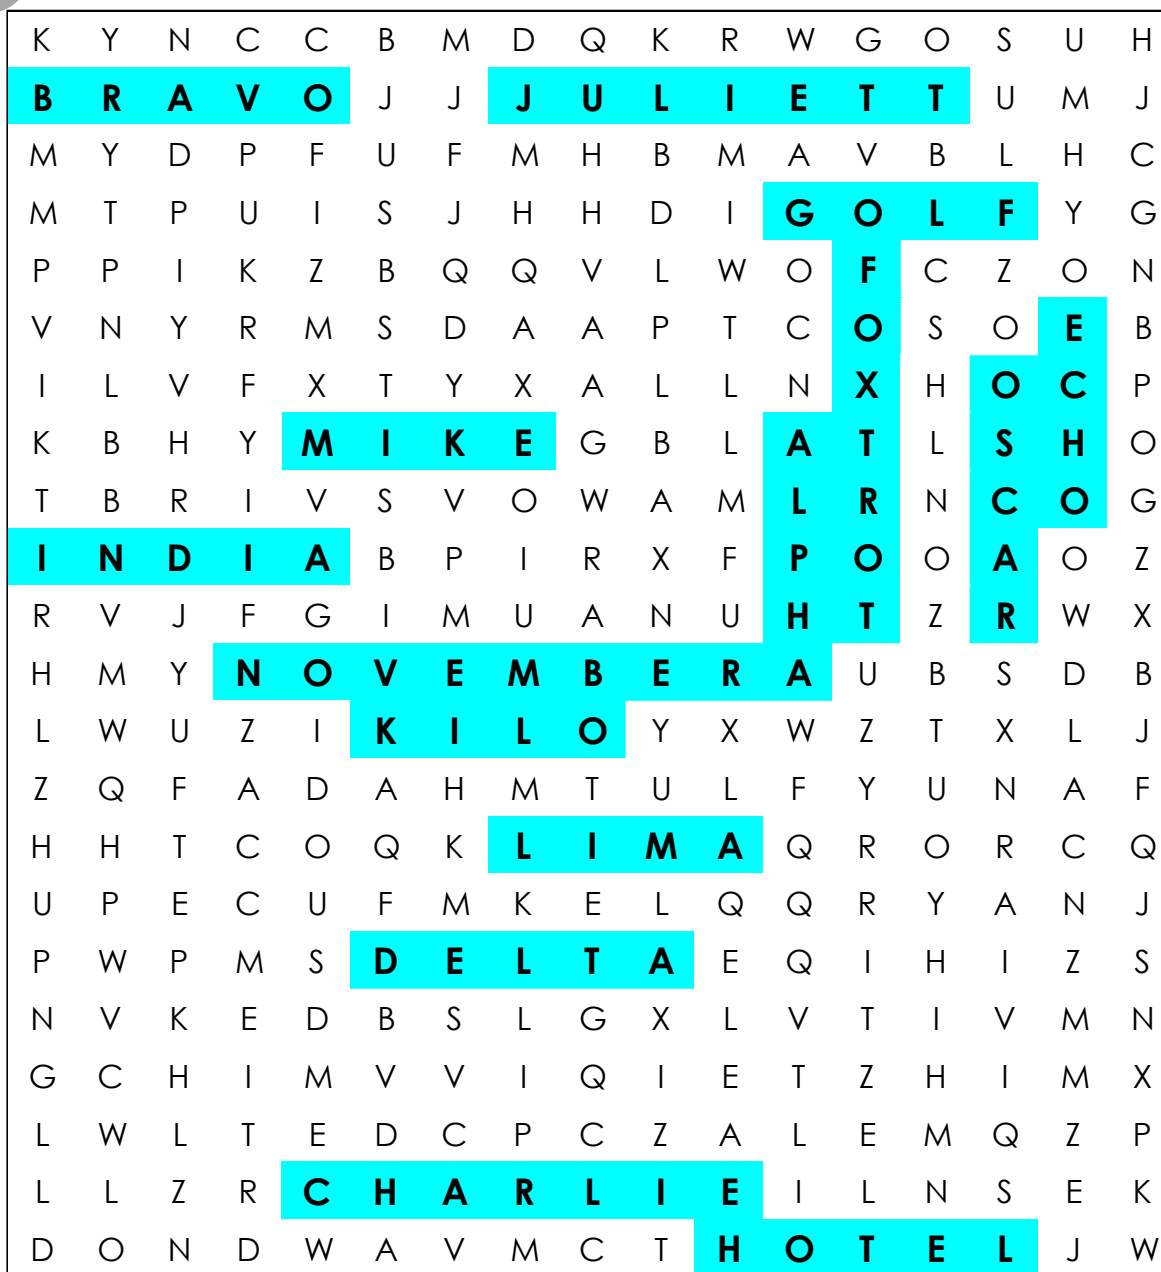 K Y N C C B M D Q K R W G O S U H
B R A V O J J J U L I E T T U M J
M Y D P F U F M H B M A V B L H C
M T P U I S J H H D I G O L F Y G
P P I K Z B Q Q V L W O F C Z O N
V N Y R M S D A A P T C O S O E B
I L V F X T Y X A L L N X H O C P
K B H Y M I K E G B L A T L S H O
T B R I V S V O W A M L R N C O G
I N D I A B P I R X F P O O A O Z
R V J F G I M U A N U H T Z R W X
H M Y N O V E M B E R A U B S D B
L W U Z I K I L O Y X W Z T X L J
Z Q F A D A H M T U L F Y U N A F
H H T C O Q K L I M A Q R O R C Q
U P E C U F M K E L Q Q R Y A N J
P W P M S D E L T A E Q I H I Z S
N V K E D B S L G X L V T I V M N
G C H I M V V I Q I E T Z H I M X
L W L T E D C P C Z A L E M Q Z P
L L Z R C H A R L I E I L N S E K
D O N D W A V M C T H O T E L J W